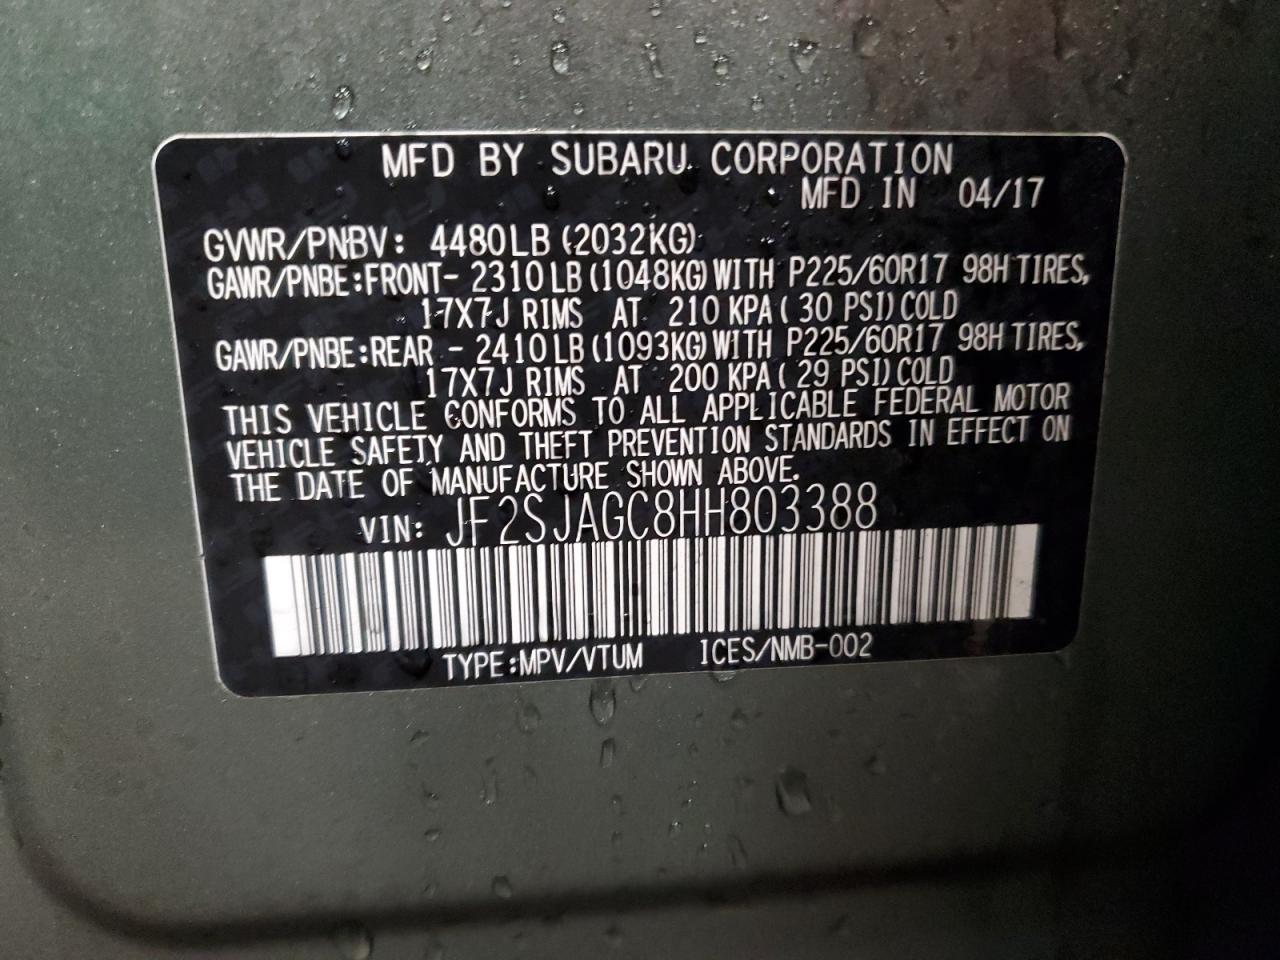 MFD BY SUBARU CORPORATION
MFD IN 04/17
GVWR/PNBV: 4480LB (2032KG)
GAWR/PNBE:FRONT- 2310LB (1048KG) WITH P225/60R17 98H TIRES,
17X7J RIMS AT 210 KPA ( 30 PSI) COLD
GAWR/PNBE:REAR - 2410LB (1093KG) WITH P225/60R17 98H TIRES,
17X7J RIMS AT 200 KPA ( 29 PSI) COLD
THIS VEHICLE CONFORMS TO ALL APPLICABLE FEDERAL MOTOR
VEHICLE SAFETY AND THEFT PREVENTION STANDARDS IN EFFECT ON
THE DATE OF MANUFACTURE SHOWN ABOVE.
VIN: JF2SJAGC8HH803388
TYPE:MPV/VTUM ICES/NMB-002